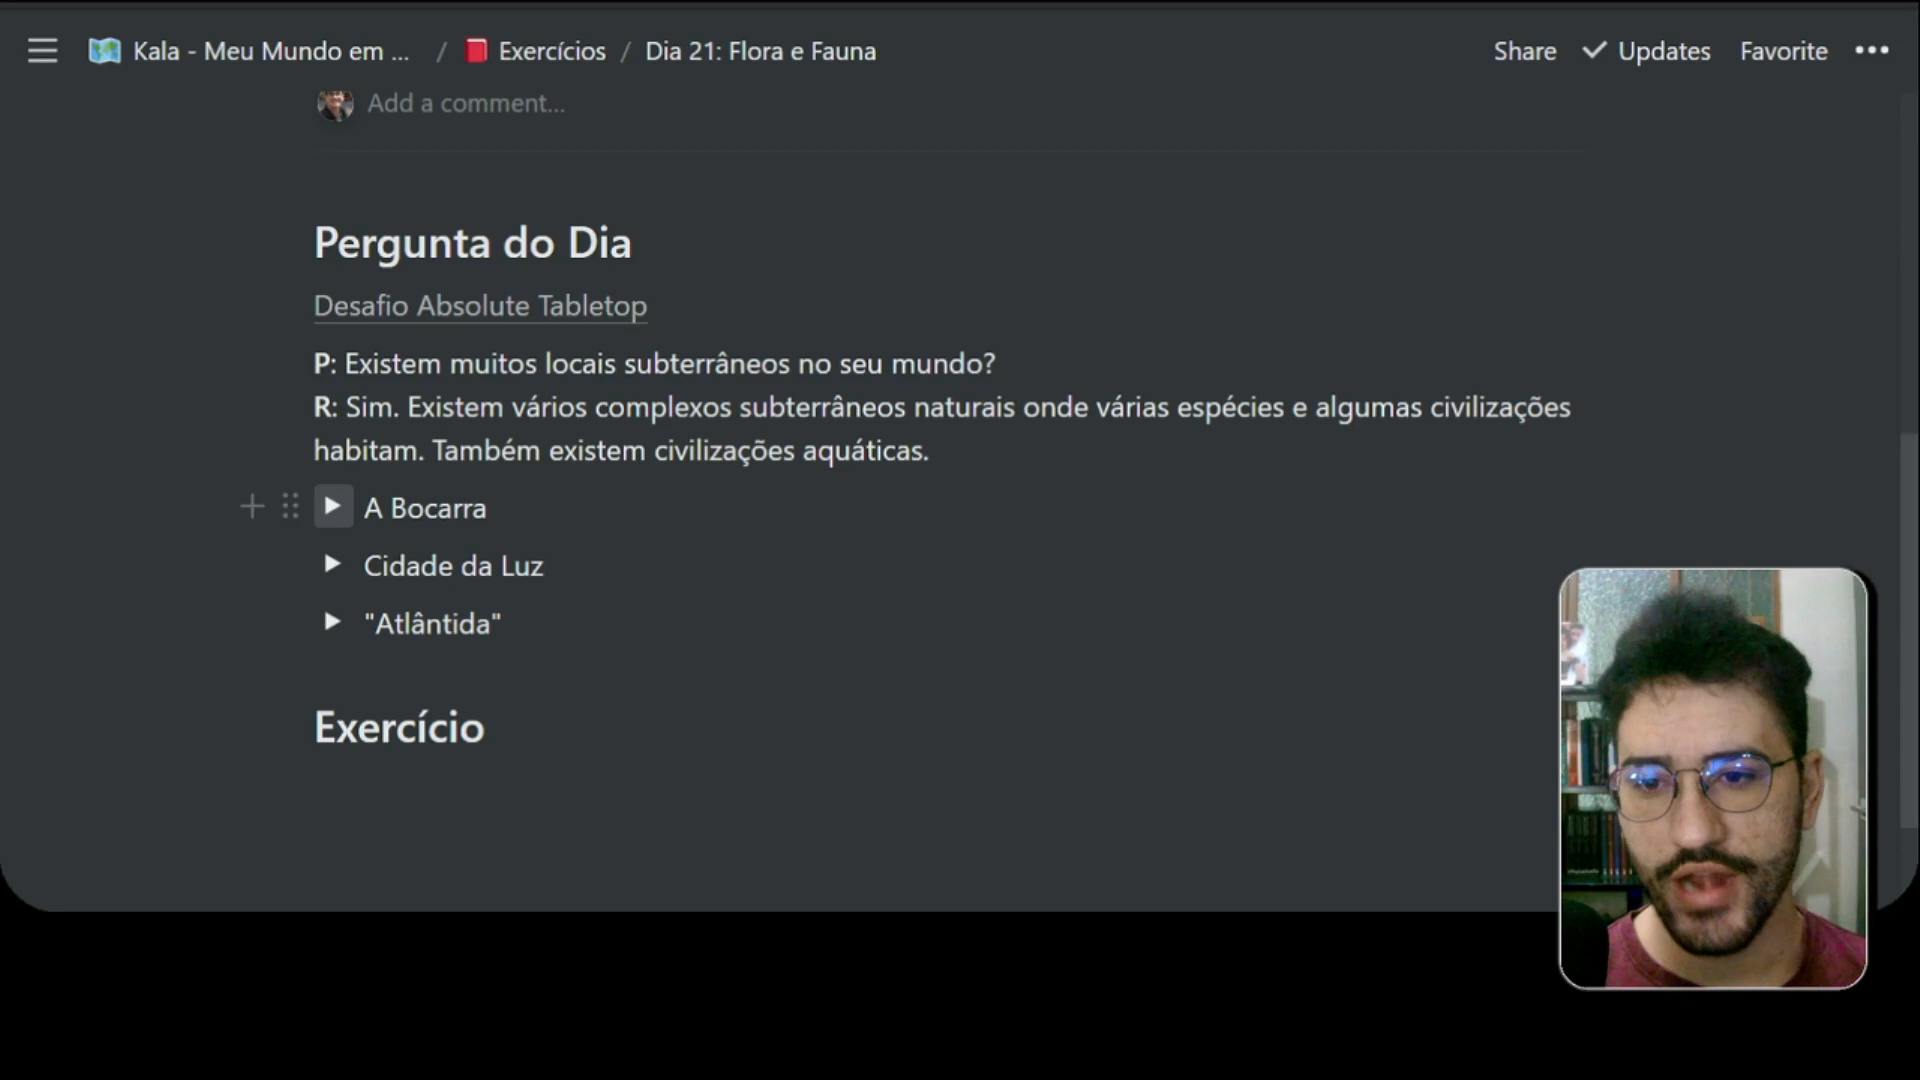 Kala - Meu Mundo em ... / Exercícios / Dia 21: Flora e Fauna Share Updates Favorite
Add a comment...
Pergunta do Dia
Desafio Absolute Tabletop
P: Existem muitos locais subterrâneos no seu mundo?
R: Sim. Existem vários complexos subterrâneos naturais onde várias espécies e algumas civilizações
habitam. Também existem civilizações aquáticas.
A Bocarra
Cidade da Luz
"Atlântida"
Exercício